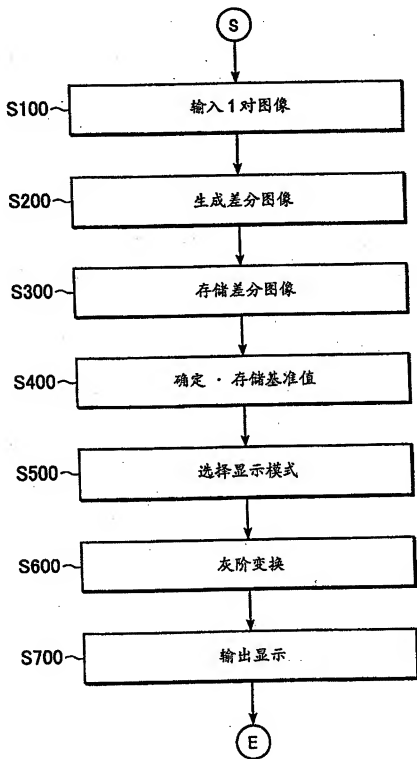 S
S100 输入1对图像
S200 生成差分图像
S300 存储差分图像
S400 确定・存储基准值
S500 选择显示模式
S600 灰阶变换
S700 输出显示
E